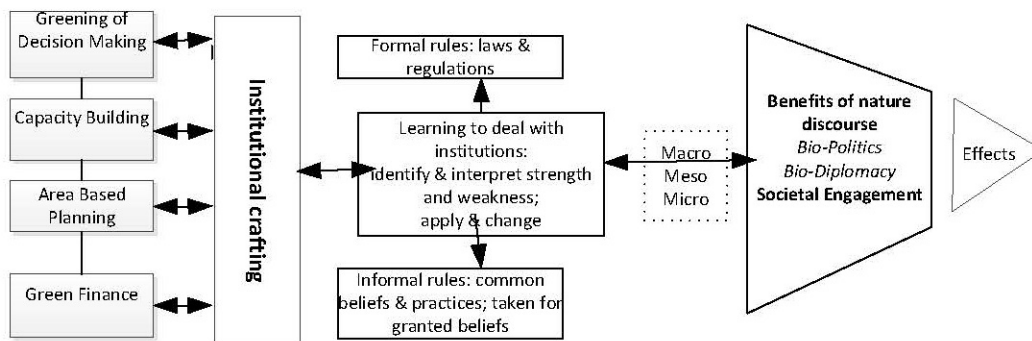 Greening of
Decision Making
Capacity Building
Area Based
Planning
Green Finance
Institutional crafting
Formal rules: laws &
regulations
Learning to deal with
institutions:
identify & interpret strength
and weakness;
apply & change
Informal rules: common
beliefs & practices; taken for
granted beliefs
Macro
Meso
Micro
Benefits of nature
discourse
Bio-Politics
Bio-Diplomacy
Societal Engagement
Effects